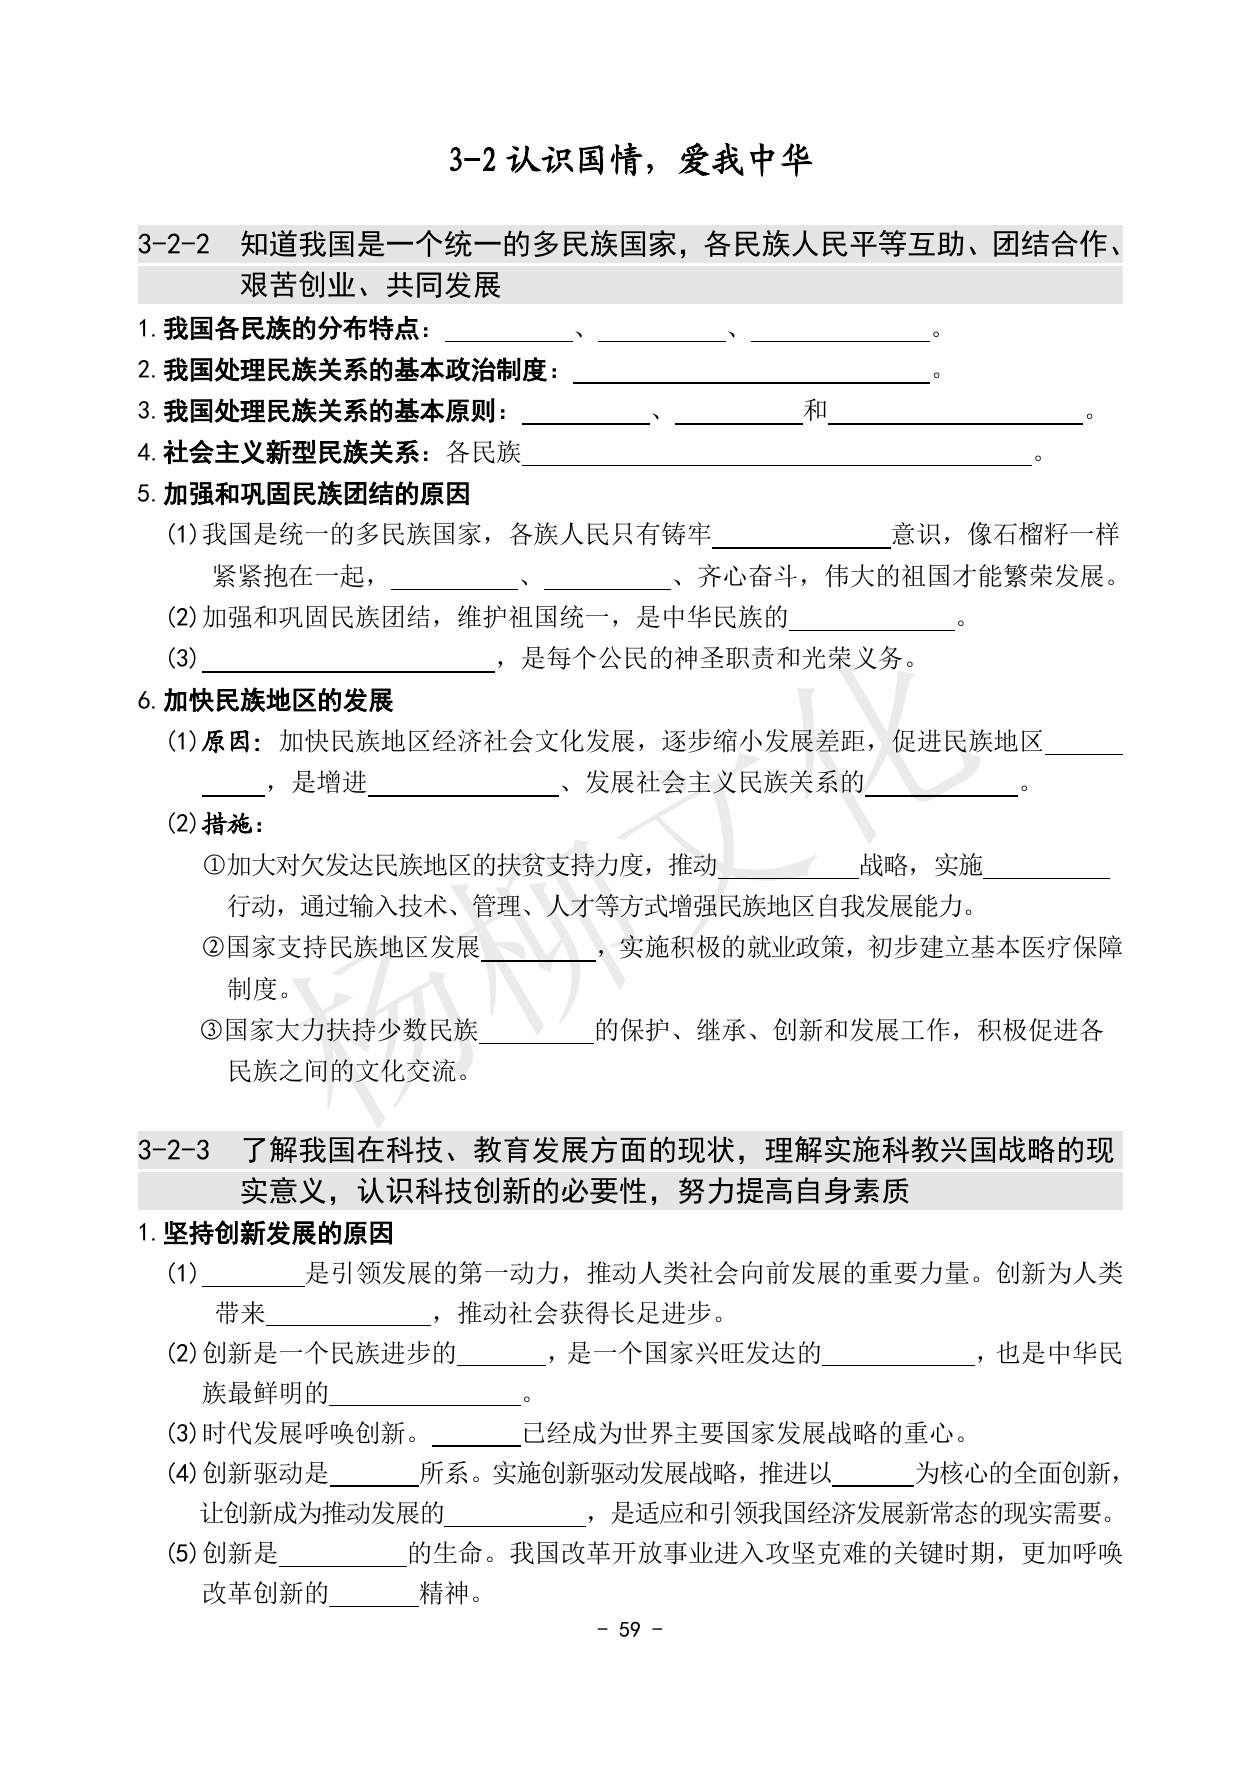 3-2 认识国情，爱我中华
3-2-2 知道我国是一个统一的多民族国家，各民族人民平等互助、团结合作、
艰苦创业、共同发展
1. 我国各民族的分布特点：__________、__________、______________。
2. 我国处理民族关系的基本政治制度：____________________________。
3. 我国处理民族关系的基本原则：__________、__________和____________________。
4. 社会主义新型民族关系：各民族________________________________________。
5. 加强和巩固民族团结的原因
(1)我国是统一的多民族国家，各族人民只有铸牢______________意识，像石榴籽一样
紧紧抱在一起，__________、__________、齐心奋斗，伟大的祖国才能繁荣发展。
(2)加强和巩固民族团结，维护祖国统一，是中华民族的_____________。
(3)_______________________，是每个公民的神圣职责和光荣义务。
6. 加快民族地区的发展
(1)原因：加快民族地区经济社会文化发展，逐步缩小发展差距，促进民族地区______
_____，是增进_______________、发展社会主义民族关系的____________。
(2)措施：
①加大对欠发达民族地区的扶贫支持力度，推动___________战略，实施__________
行动，通过输入技术、管理、人才等方式增强民族地区自我发展能力。
②国家支持民族地区发展_________，实施积极的就业政策，初步建立基本医疗保障
制度。
③国家大力扶持少数民族_________的保护、继承、创新和发展工作，积极促进各
民族之间的文化交流。
杨柳文化
3-2-3 了解我国在科技、教育发展方面的现状，理解实施科教兴国战略的现
实意义，认识科技创新的必要性，努力提高自身素质
1. 坚持创新发展的原因
(1)________是引领发展的第一动力，推动人类社会向前发展的重要力量。创新为人类
带来_____________，推动社会获得长足进步。
(2)创新是一个民族进步的_______，是一个国家兴旺发达的____________，也是中华民
族最鲜明的_______________。
(3)时代发展呼唤创新。_______已经成为世界主要国家发展战略的重心。
(4)创新驱动是_______所系。实施创新驱动发展战略，推进以_______为核心的全面创新，
让创新成为推动发展的___________，是适应和引领我国经济发展新常态的现实需要。
(5)创新是__________的生命。我国改革开放事业进入攻坚克难的关键时期，更加呼唤
改革创新的_______精神。
- 59 -